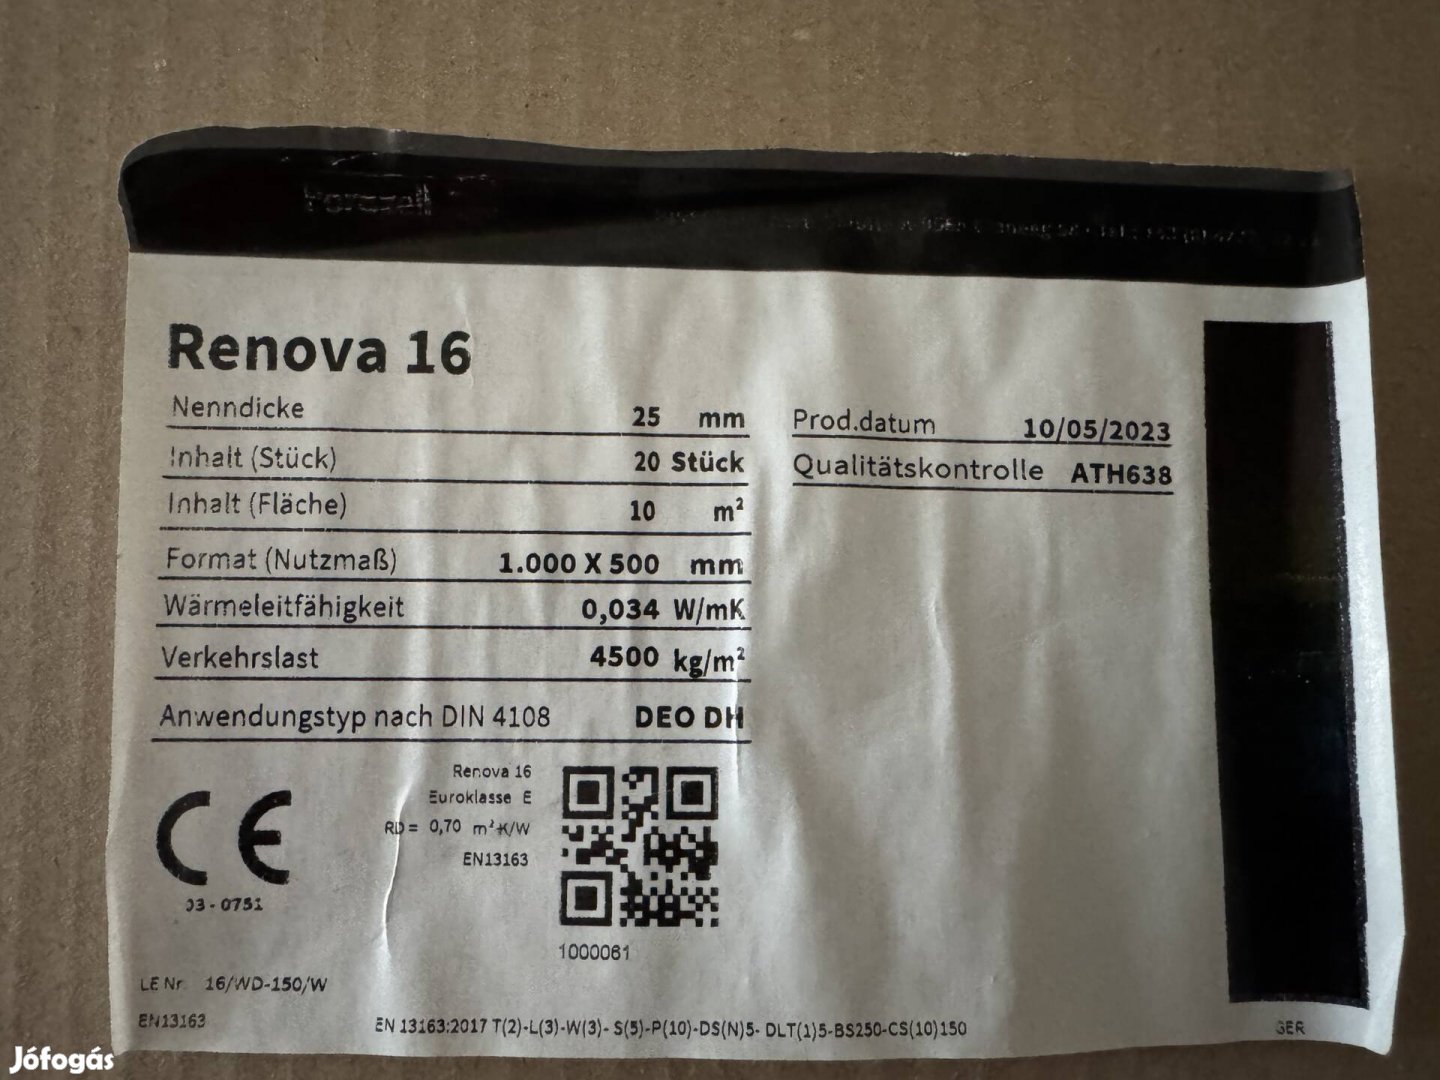 Renova 16
Nenndicke 25 mm
Inhalt (Stück) 20 Stück
Inhalt (Fläche) 10 m²
Format (Nutzmaß) 1.000 X 500 mm
Wärmeleitfähigkeit 0,034 W/mK
Verkehrslast 4500 kg/m²
Anwendungstyp nach DIN 4108 DEO DH
Prod.datum 10/05/2023
Qualitätskontrolle ATH638
CE
03-0751
Renova 16
Euroklasse E
RD= 0,70 m²K/W
EN13163
1000061
LE Nr 16/WD-150/W
EN13163
EN 13163:2017 T(2)-L(3)-W(3)-S(5)-P(10)-DS(N)5-DLT(1)5-BS250-CS(10)150
GER
Jófogás